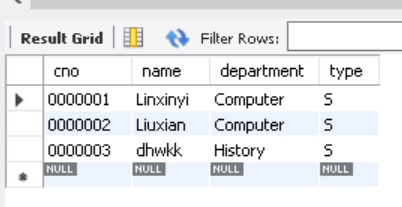 Result Grid Filter Rows:
cno name department type
0000001 Linxinyi Computer S
0000002 Liuxian Computer S
0000003 dhwkk History S
NULL NULL NULL NULL